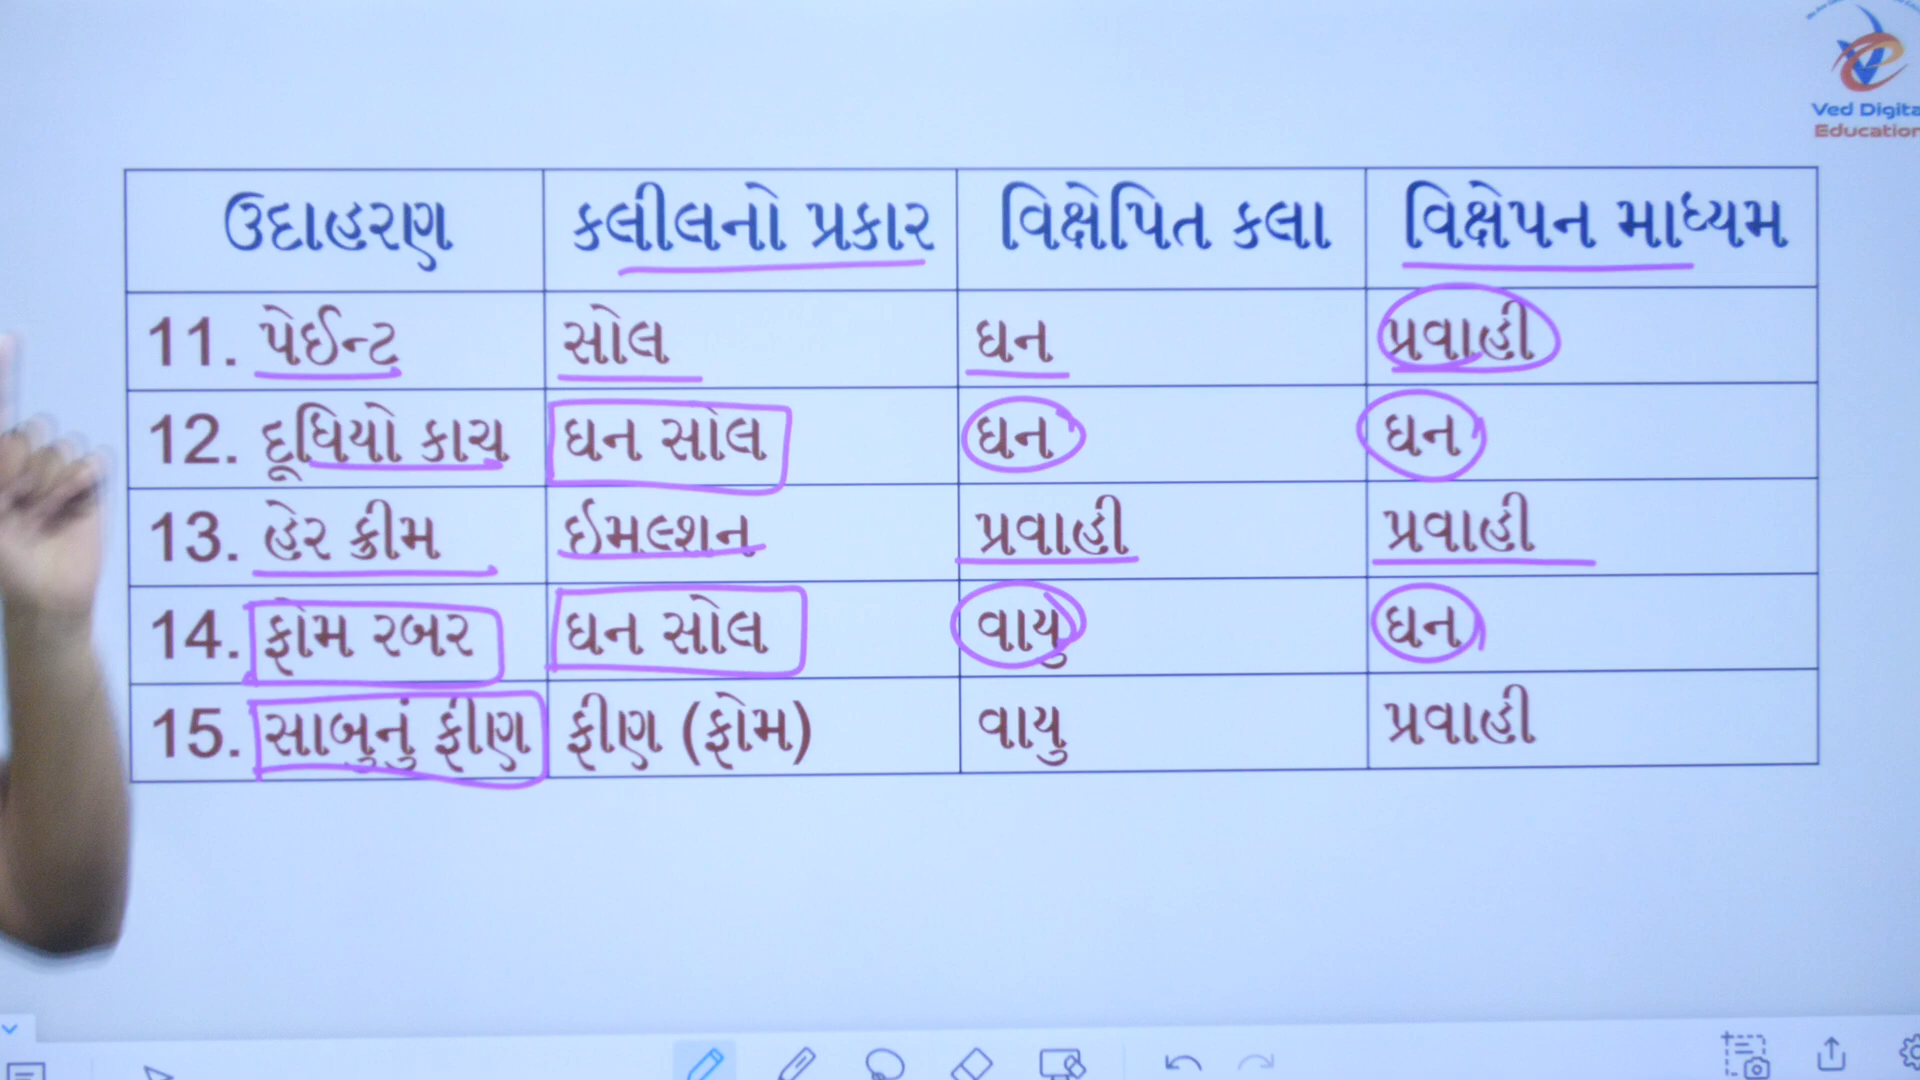 Ved Digita
Education
ઉદાહરણ કલીલનો પ્રકાર વિક્ષેપિત કલા વિક્ષેપન માધ્યમ
11. પેઈન્ટ સોલ ઘન પ્રવાહી
12. દૂધિયો કાચ ઘન સોલ ઘન ઘન
13. હેર ક્રીમ ઈમલ્શન પ્રવાહી પ્રવાહી
14. ફોમ રબર ઘન સોલ વાયુ ઘન
15. સાબુનું ફીણ ફીણ (ફોમ) વાયુ પ્રવાહી